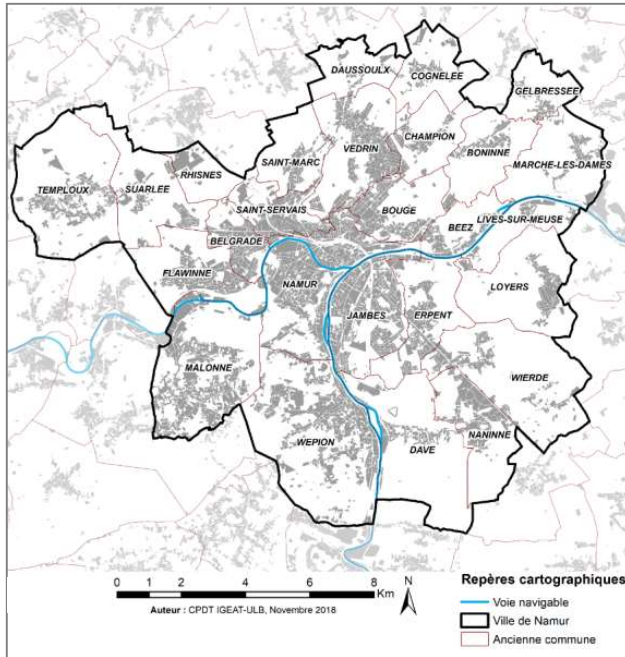 DAUSSOULX
COGNELEE
GELBRESSEE
CHAMPION
VEDRIN
BONINNE
SAINT-MARC
MARCHE-LES-DAMES
RHISNES
TEMPLOUX
SUARLEE
SAINT-SERVAIS
BOUGE
LIVES-SUR-MEUSE
BEEZ
BELGRADE
FLAWINNE
NAMUR
LOYERS
JAMBES
ERPENT
MALONNE
WIERDE
WEPION
NANINNE
DAVE
0 1 2 4 6 8
Km
N
Auteur : CPDT IGEAT-ULB, Novembre 2018
Repères cartographiques
Voie navigable
Ville de Namur
Ancienne commune